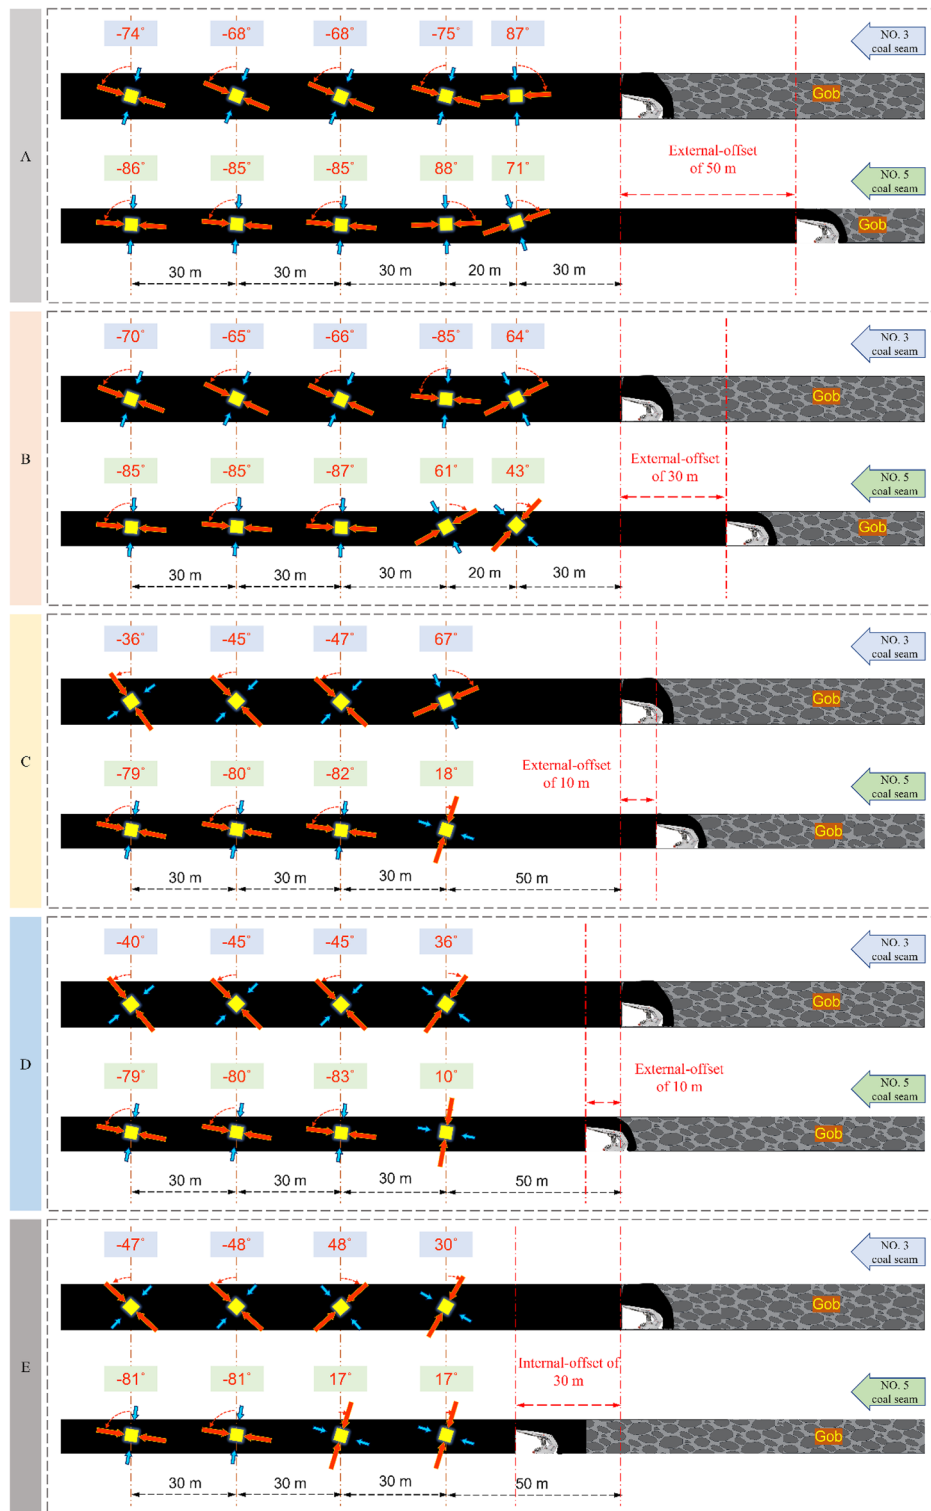 -74° -68° -68° -75° 87°
NO. 3
coal seam
Gob
A
External-offset
of 50 m
-86° -85° -85° 88° 71°
NO. 5
coal seam
Gob
30 m 30 m 30 m 20 m 30 m
-70° -65° -66° -85° 64°
NO. 3
coal seam
Gob
B
External-offset
of 30 m
-85° -85° -87° 61° 43°
NO. 5
coal seam
Gob
30 m 30 m 30 m 20 m 30 m
-36° -45° -47° 67°
NO. 3
coal seam
Gob
C
External-offset
of 10 m
-79° -80° -82° 18°
NO. 5
coal seam
Gob
30 m 30 m 30 m 50 m
-40° -45° -45° 36°
NO. 3
coal seam
Gob
D
External-offset
of 10 m
-79° -80° -83° 10°
NO. 5
coal seam
Gob
30 m 30 m 30 m 50 m
-47° -48° 48° 30°
NO. 3
coal seam
Gob
E
Internal-offset of
30 m
-81° -81° 17° 17°
NO. 5
coal seam
Gob
30 m 30 m 30 m 50 m